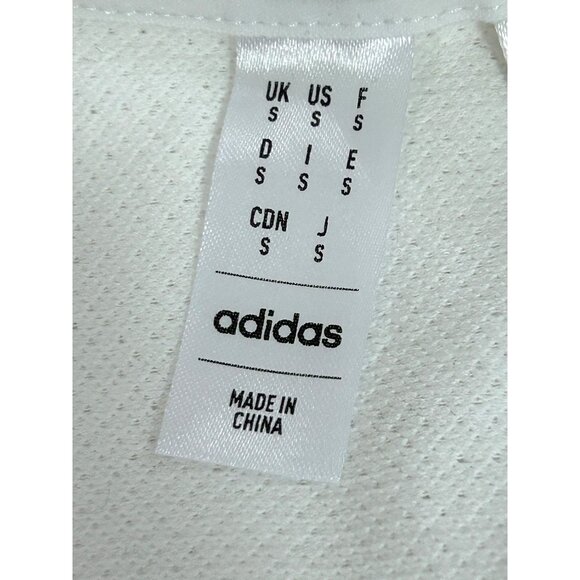 UK US F
S S S
D I E
S S S
CDN J
S S
adidas
MADE IN
CHINA